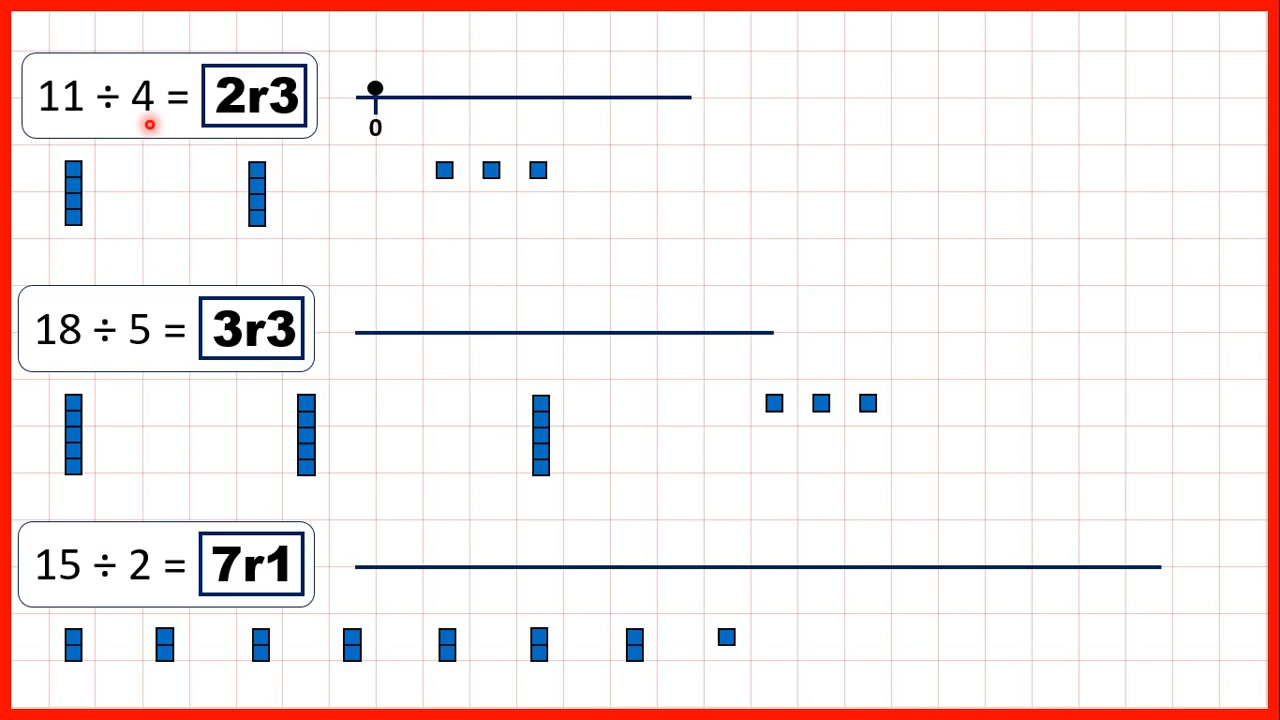 11 ÷ 4 = 2r3
0
18 ÷ 5 = 3r3
15 ÷ 2 = 7r1